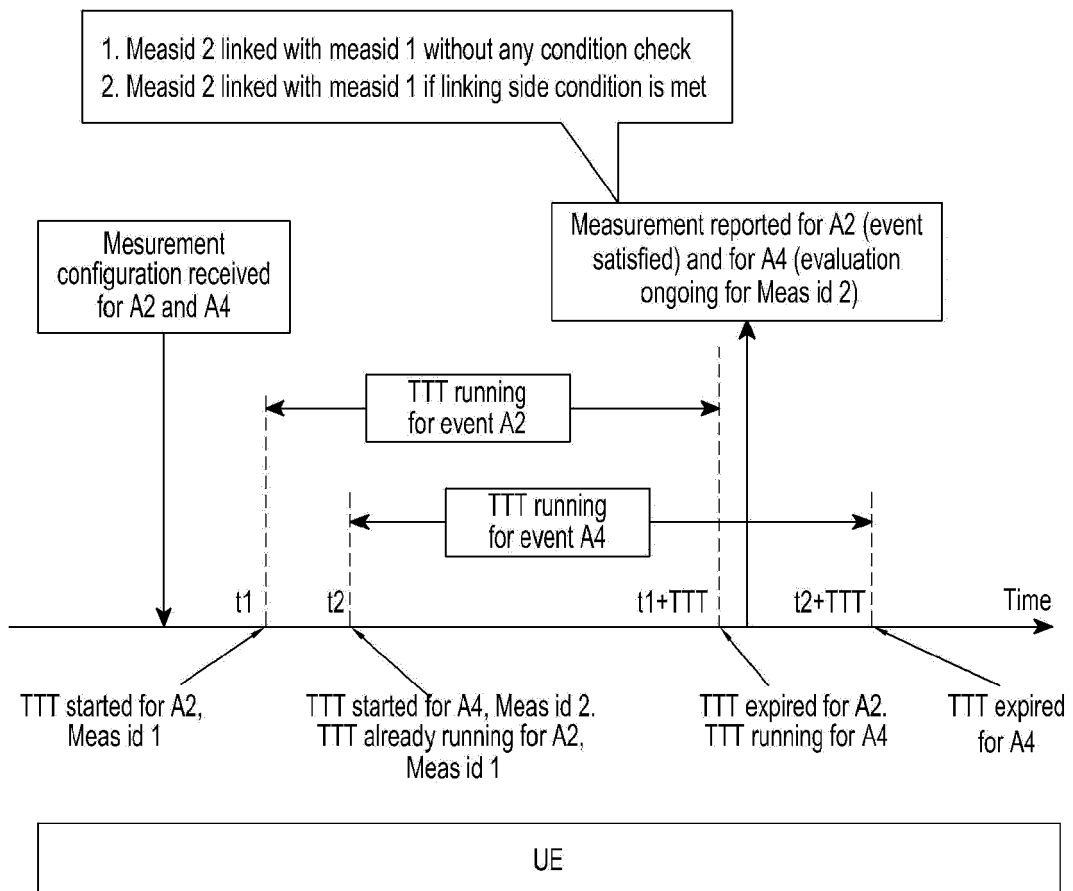 1. Measid 2 linked with measid 1 without any condition check
2. Measid 2 linked with measid 1 if linking side condition is met
Mesurement
configuration received
for A2 and A4
Measurement reported for A2 (event
satisfied) and for A4 (evaluation
ongoing for Meas id 2)
TTT running
for event A2
TTT running
for event A4
t1
t2
t1+TTT
t2+TTT
Time
TTT started for A2,
Meas id 1
TTT started for A4, Meas id 2.
TTT already running for A2,
Meas id 1
TTT expired for A2.
TTT running for A4
TTT expired
for A4
UE